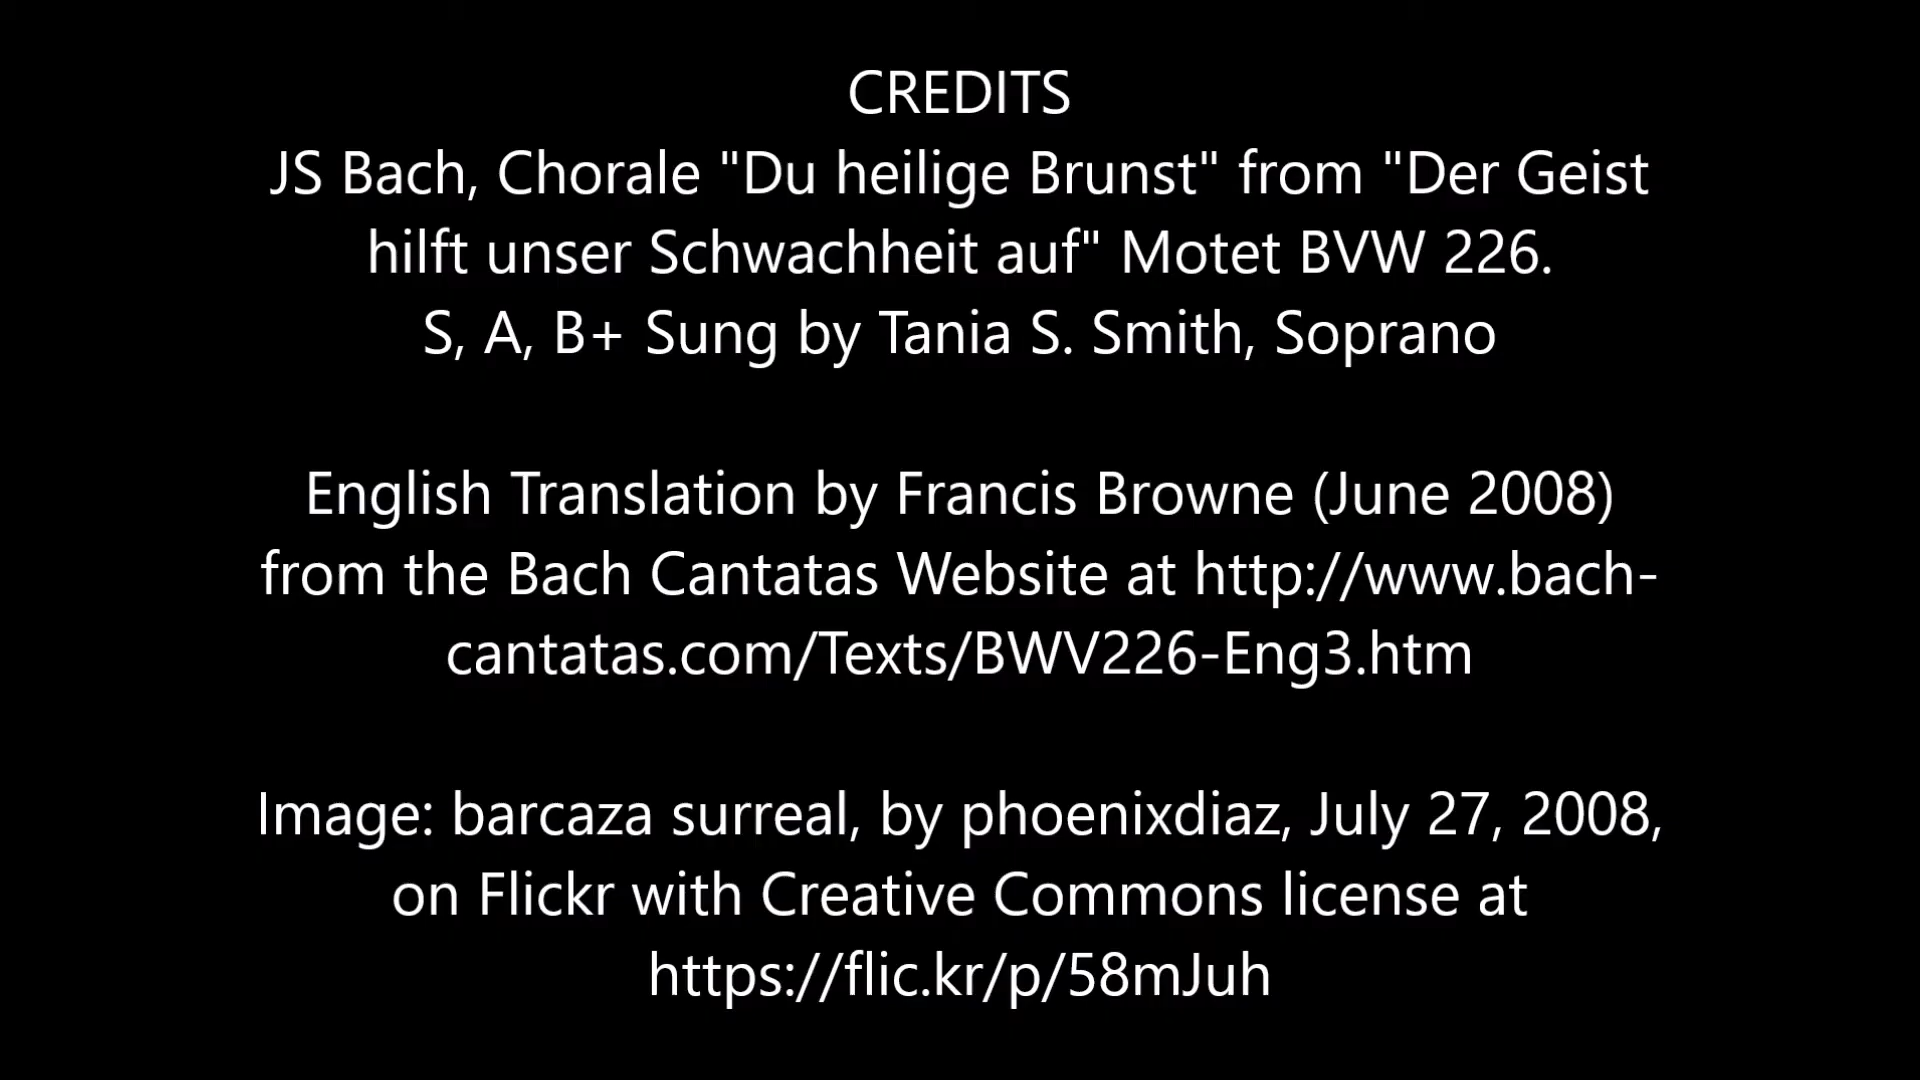 CREDITS
JS Bach, Chorale "Du heilige Brunst" from "Der Geist
hilft unser Schwachheit auf" Motet BVW 226.
S, A, B+ Sung by Tania S. Smith, Soprano
English Translation by Francis Browne (June 2008)
from the Bach Cantatas Website at http://www.bach-
cantatas.com/Texts/BWV226-Eng3.htm
Image: barcaza surreal, by phoenixdiaz, July 27, 2008,
on Flickr with Creative Commons license at
https://flic.kr/p/58mJuh